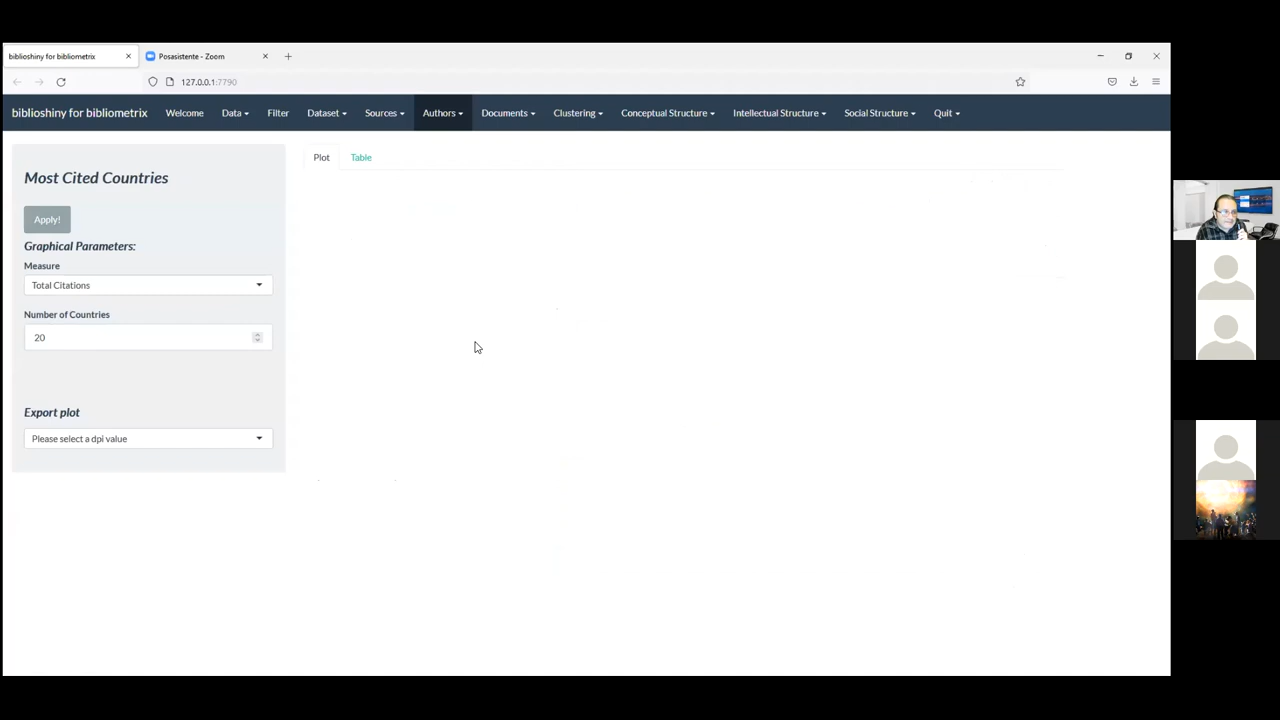 biblioshiny for bibliometrix
Posasistente - Zoom
127.0.0.1:7790
biblioshiny for bibliometrix Welcome Data Filter Dataset Sources Authors Documents Clustering Conceptual Structure Intellectual Structure Social Structure Quit
Most Cited Countries
Apply!
Graphical Parameters:
Measure
Total Citations
Number of Countries
20
Export plot
Please select a dpi value
Plot Table